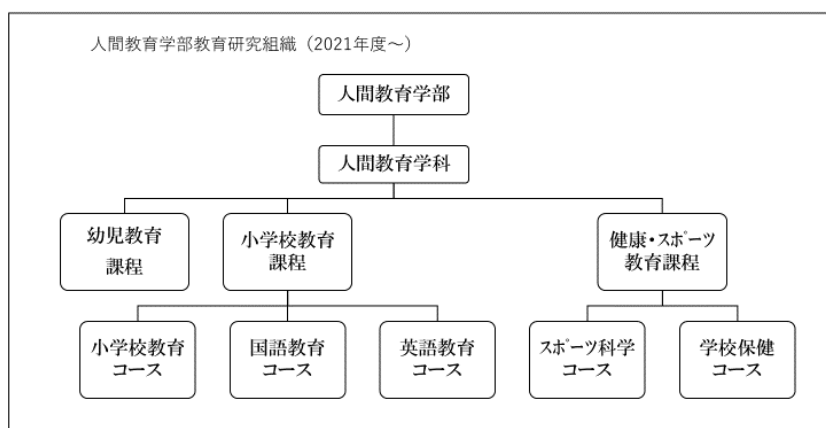 人間教育学部教育研究組織（2021年度～）
人間教育学部
人間教育学科
幼児教育
課程
小学校教育
課程
健康・スポーツ
教育課程
小学校教育
コース
国語教育
コース
英語教育
コース
スポーツ科学
コース
学校保健
コース